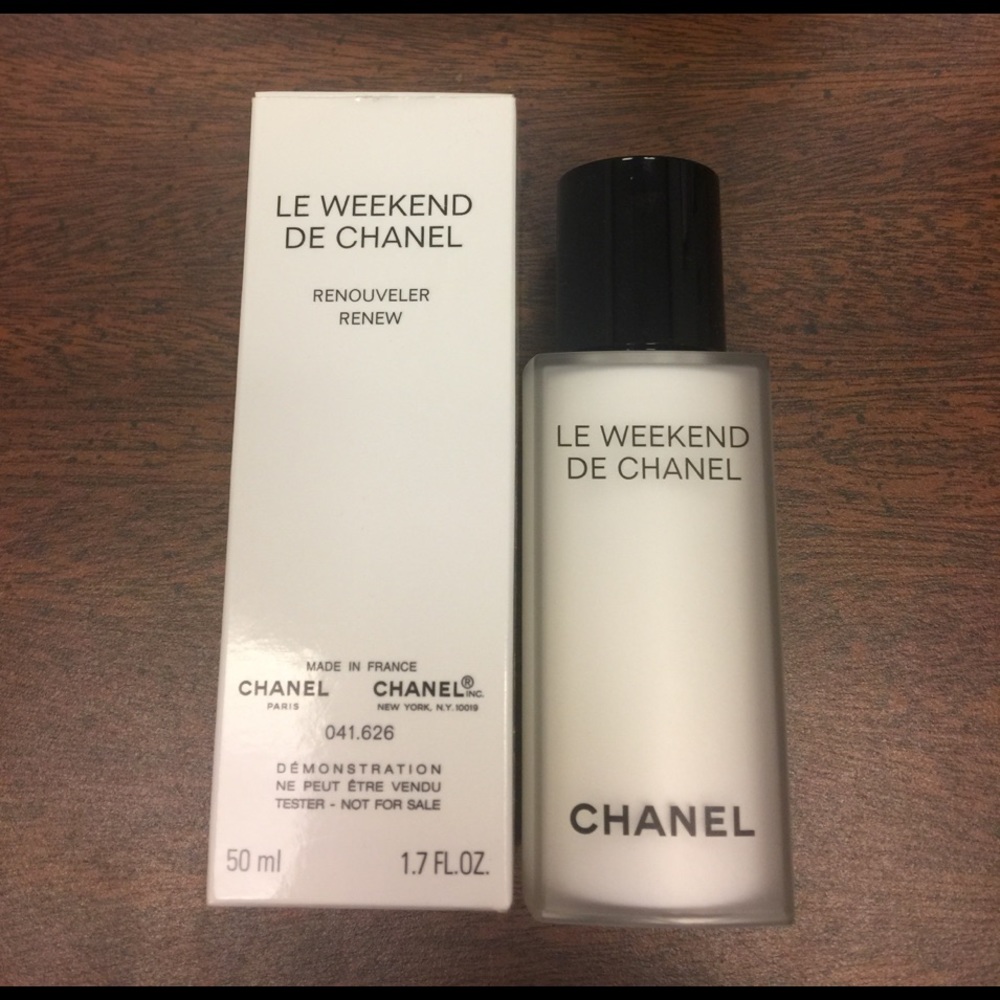 LE WEEKEND
DE CHANEL
RENOUVELER
RENEW
MADE IN FRANCE
CHANEL CHANEL® INC.
PARIS NEW YORK, N.Y. 10019
041.626
DÉMONSTRATION
NE PEUT ÊTRE VENDU
TESTER - NOT FOR SALE
50 ml 1.7 FL.OZ.
LE WEEKEND
DE CHANEL
CHANEL